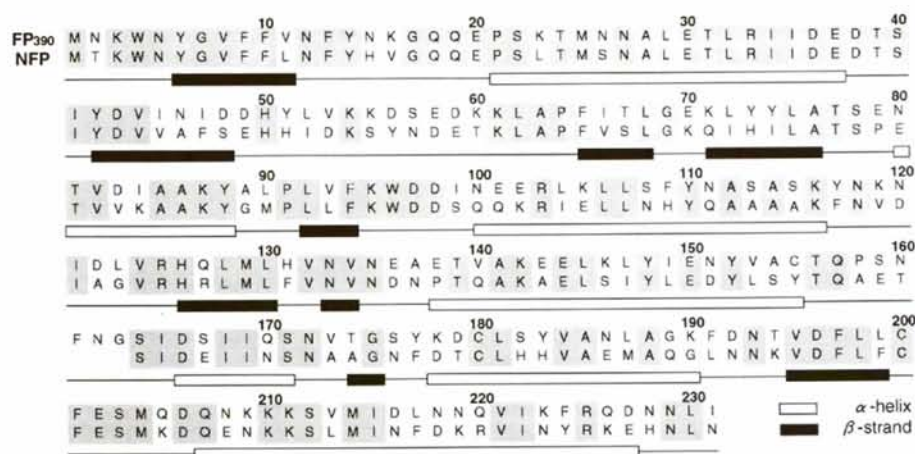 10 20 30 40
FP390 M N K W N Y G V F F V N F Y N K G Q Q E P S K T M N N A L E T L R I I D E D T S
NFP M T K W N Y G V F F L N F Y H V G Q Q E P S L T M S N A L E T L R I I D E D T S
50 60 70 80
I Y D V I N I D D H Y L V K K D S E D K K L A P F I T L G E K L Y Y L A T S E N
I Y D V V A F S E H H I D K S Y N D E T K L A P F V S L G K Q I H I L A T S P E
90 100 110 120
T V D I A A K Y A L P L V F K W D D I N E E R L K L L S F Y N A S A S K Y N K N
T V V K A A K Y G M P L L F K W D D S Q Q K R I E L L N H Y Q A A A A K F N V D
130 140 150 160
I D L V R H Q L M L H V N V N E A E T V A K E E L K L Y I E N Y V A C T Q P S N
I A G V R H R L M L F V N V N D N P T Q A K A E L S I Y L E D Y L S Y T Q A E T
170 180 191 200
F N G S I D S I I Q S N V T G S Y K D C L S Y V A N L A G K F D N T V D F L L C
S I D E I I N S N A A G N F D T C L H H V A E M A Q G L N N K V D F L F C
210 220 230
F E S M Q D Q N K K K S V M I D L N N Q V I K F R Q D N N L I
F E S M K D Q E N K K S L M I N F D K R V I N Y R K E H N L N
α-helix
β-strand